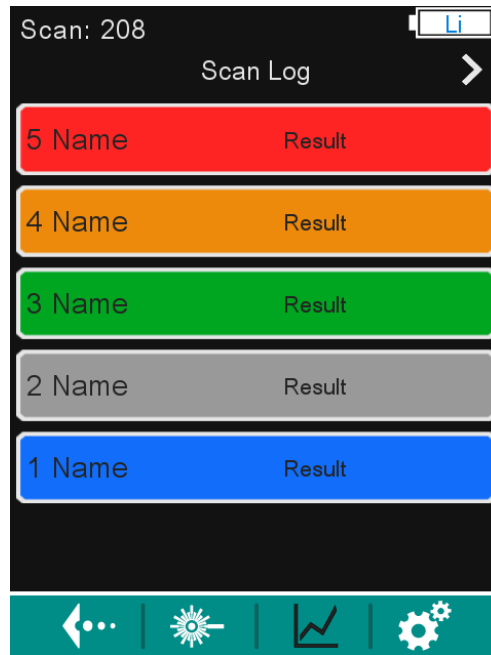 Scan: 208
Li
Scan Log
5 Name Result
4 Name Result
3 Name Result
2 Name Result
1 Name Result